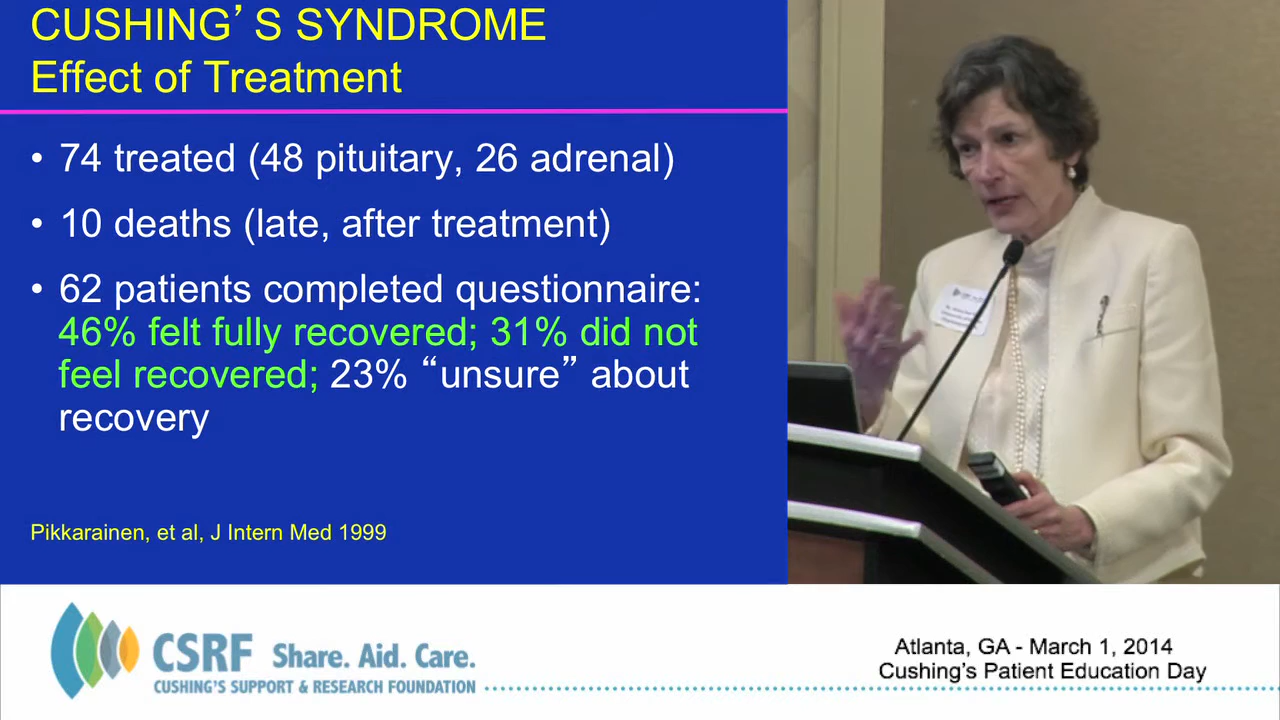 CUSHING’S SYNDROME
Effect of Treatment
• 74 treated (48 pituitary, 26 adrenal)
• 10 deaths (late, after treatment)
• 62 patients completed questionnaire:
46% felt fully recovered; 31% did not
feel recovered; 23% “unsure” about
recovery
Pikkarainen, et al, J Intern Med 1999
CSRF Share. Aid. Care.
CUSHING'S SUPPORT & RESEARCH FOUNDATION
Atlanta, GA - March 1, 2014
Cushing's Patient Education Day